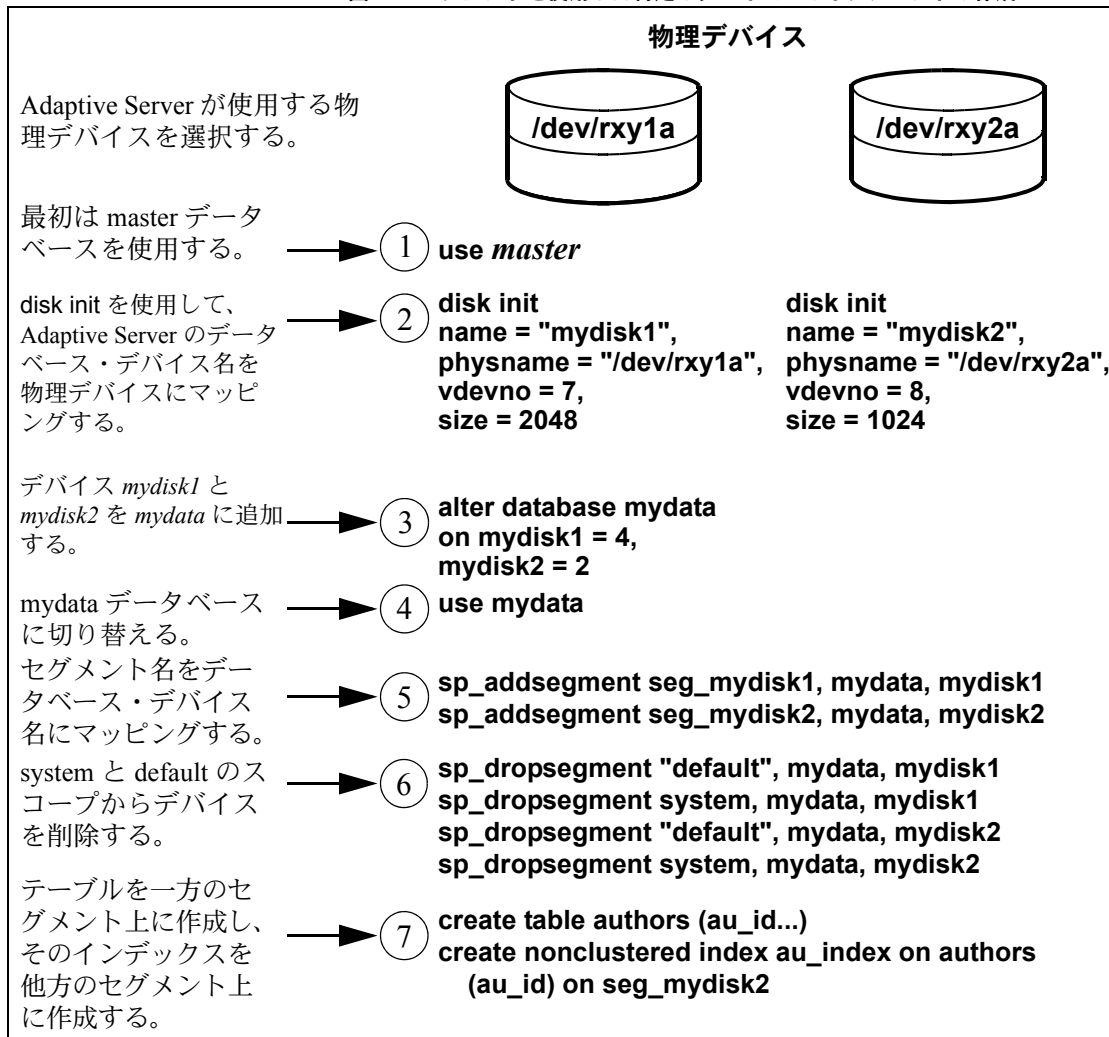 物理デバイス
Adaptive Server が使用する物
理デバイスを選択する。
/dev/rxy1a
/dev/rxy2a
最初は master データ
ベースを使用する。
1
use master
disk init を使用して、
Adaptive Server のデータ
ベース・デバイス名を
物理デバイスにマッピ
ングする。
2
disk init
name = "mydisk1",
physname = "/dev/rxy1a",
vdevno = 7,
size = 2048
disk init
name = "mydisk2",
physname = "/dev/rxy2a",
vdevno = 8,
size = 1024
デバイス mydisk1 と
mydisk2 を mydata に追加
する。
3
alter database mydata
on mydisk1 = 4,
mydisk2 = 2
mydata データベース
に切り替える。
4
use mydata
セグメント名をデー
タベース・デバイス
名にマッピングする。
5
sp_addsegment seg_mydisk1, mydata, mydisk1
sp_addsegment seg_mydisk2, mydata, mydisk2
system と default のス
コープからデバイス
を削除する。
6
sp_dropsegment "default", mydata, mydisk1
sp_dropsegment system, mydata, mydisk1
sp_dropsegment "default", mydata, mydisk2
sp_dropsegment system, mydata, mydisk2
テーブルを一方のセ
グメント上に作成し、
そのインデックスを
他方のセグメント上
に作成する。
7
create table authors (au_id...)
create nonclustered index au_index on authors
(au_id) on seg_mydisk2